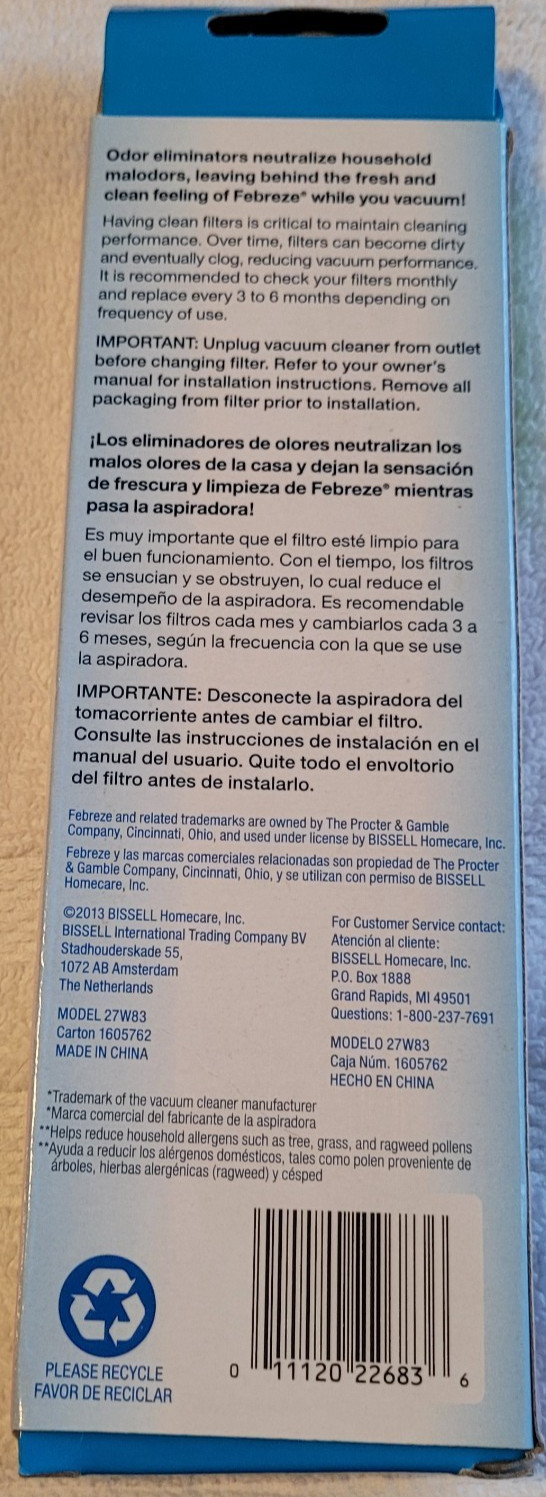 Odor eliminators neutralize household
malodors, leaving behind the fresh and
clean feeling of Febreze® while you vacuum!
Having clean filters is critical to maintain cleaning
performance. Over time, filters can become dirty
and eventually clog, reducing vacuum performance.
It is recommended to check your filters monthly
and replace every 3 to 6 months depending on
frequency of use.
IMPORTANT: Unplug vacuum cleaner from outlet
before changing filter. Refer to your owner's
manual for installation instructions. Remove all
packaging from filter prior to installation.
¡Los eliminadores de olores neutralizan los
malos olores de la casa y dejan la sensación
de frescura y limpieza de Febreze® mientras
pasa la aspiradora!
Es muy importante que el filtro esté limpio para
el buen funcionamiento. Con el tiempo, los filtros
se ensucian y se obstruyen, lo cual reduce el
desempeño de la aspiradora. Es recomendable
revisar los filtros cada mes y cambiarlos cada 3 a
6 meses, según la frecuencia con la que se use
la aspiradora.
IMPORTANTE: Desconecte la aspiradora del
tomacorriente antes de cambiar el filtro.
Consulte las instrucciones de instalación en el
manual del usuario. Quite todo el envoltorio
del filtro antes de instalarlo.
Febreze and related trademarks are owned by The Procter & Gamble
Company, Cincinnati, Ohio, and used under license by BISSELL Homecare, Inc.
Febreze y las marcas comerciales relacionadas son propiedad de The Procter
& Gamble Company, Cincinnati, Ohio, y se utilizan con permiso de BISSELL
Homecare, Inc.
©2013 BISSELL Homecare, Inc.
BISSELL International Trading Company BV
Stadhouderskade 55,
1072 AB Amsterdam
The Netherlands
MODEL 27W83
Carton 1605762
MADE IN CHINA
For Customer Service contact:
Atención al cliente:
BISSELL Homecare, Inc.
P.O. Box 1888
Grand Rapids, MI 49501
Questions: 1-800-237-7691
MODELO 27W83
Caja Núm. 1605762
HECHO EN CHINA
*Trademark of the vacuum cleaner manufacturer
*Marca comercial del fabricante de la aspiradora
**Helps reduce household allergens such as tree, grass, and ragweed pollens
**Ayuda a reducir los alérgenos domésticos, tales como polen proveniente de
árboles, hierbas alergénicas (ragweed) y césped
PLEASE RECYCLE
FAVOR DE RECICLAR
0 11120 22683 6